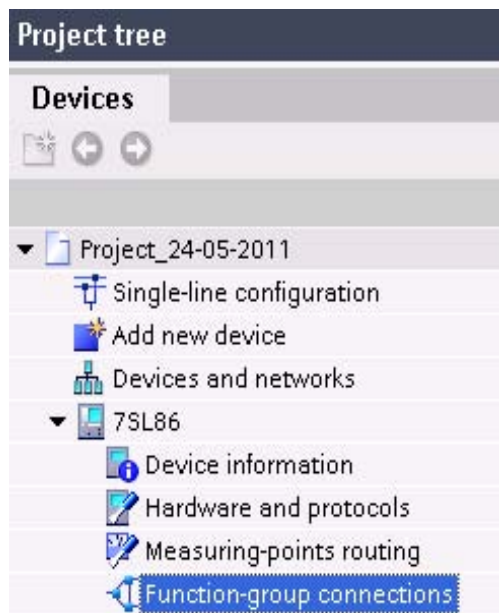 Project tree
Devices
Project_24-05-2011
Single-line configuration
Add new device
Devices and networks
7SL86
Device information
Hardware and protocols
Measuring-points routing
Function-group connections